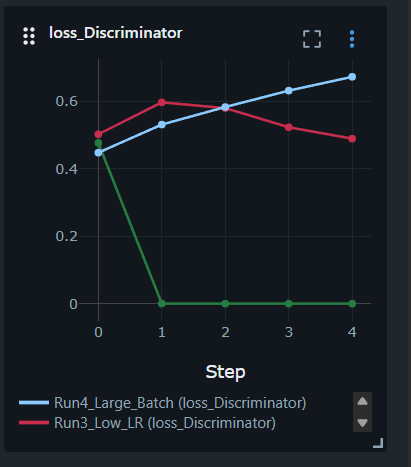 loss_Discriminator
0.6
0.4
0.2
0
0 1 2 3 4
Step
Run4_Large_Batch (loss_Discriminator)
Run3_Low_LR (loss_Discriminator)